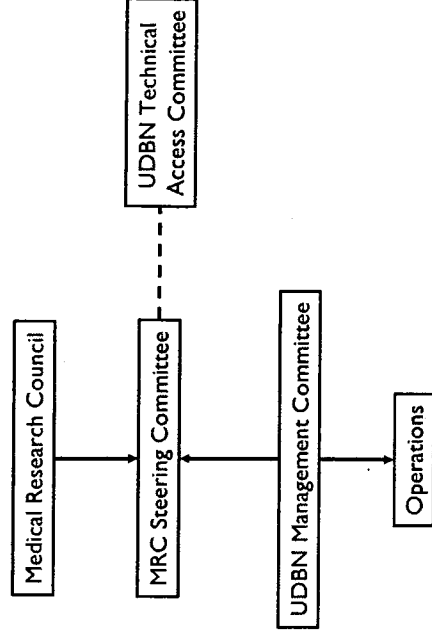 Medical Research Council
MRC Steering Committee
UDBN Technical
Access Committee
UDBN Management Committee
Operations